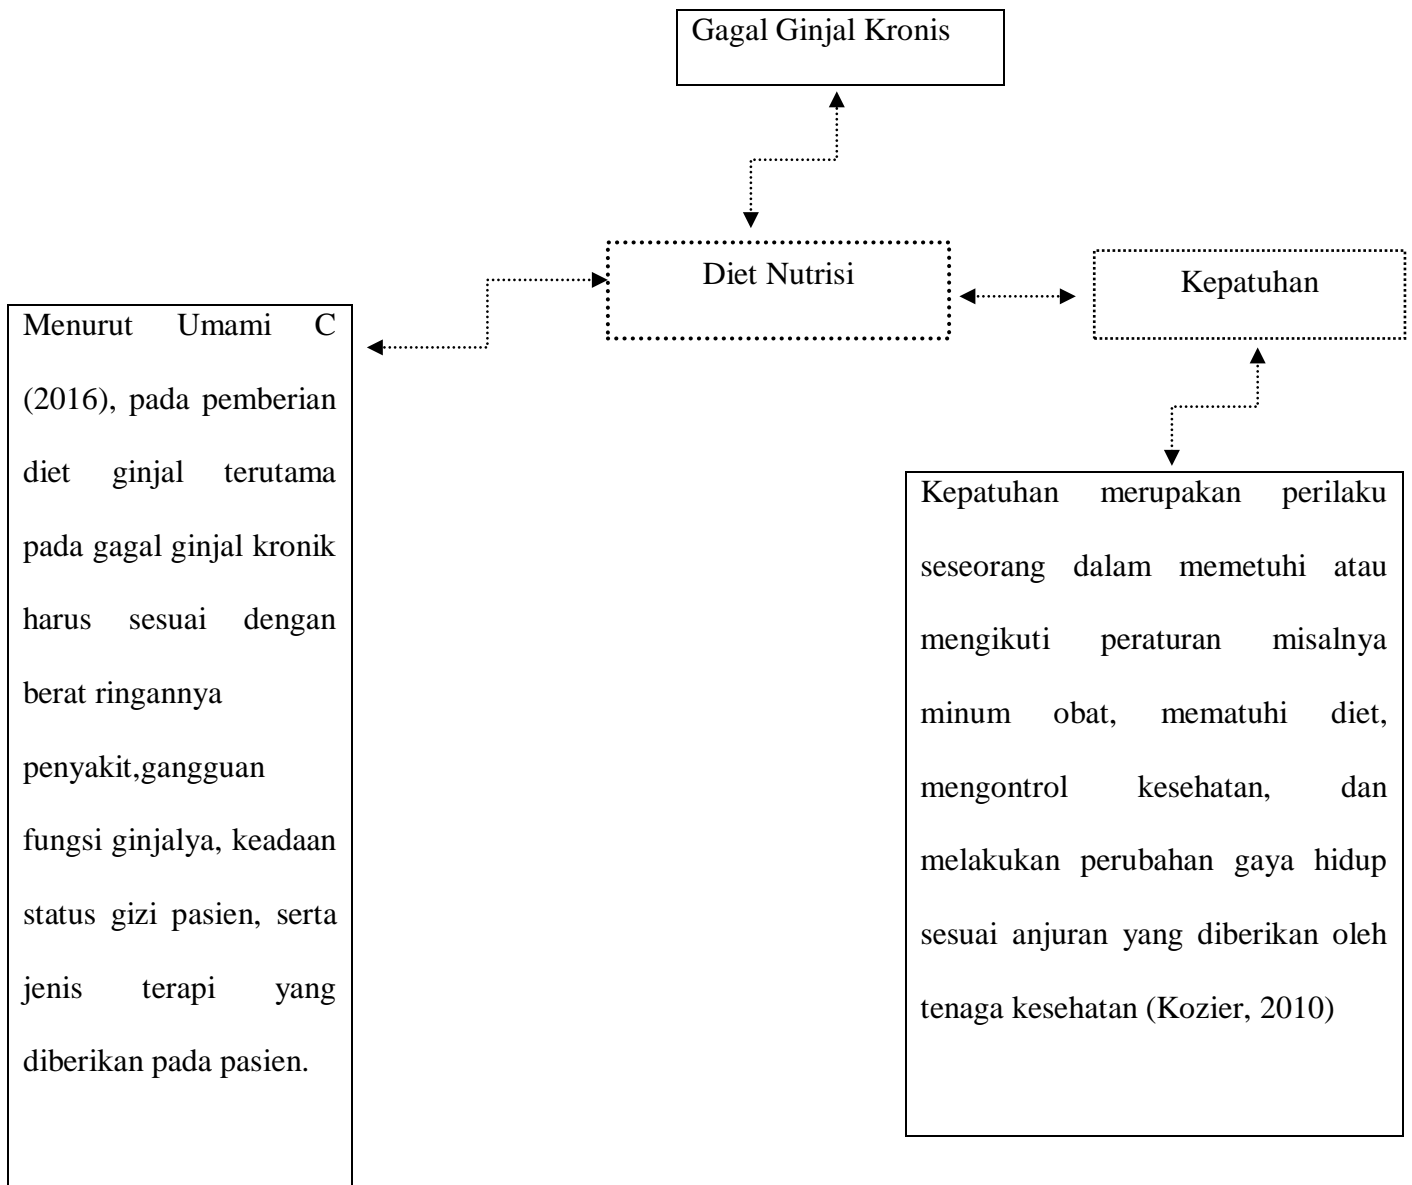 Gagal Ginjal Kronis
Diet Nutrisi
Kepatuhan
Menurut Umami C
(2016), pada pemberian
diet ginjal terutama
pada gagal ginjal kronik
harus sesuai dengan
berat ringannya
penyakit,gangguan
fungsi ginjalya, keadaan
status gizi pasien, serta
jenis terapi yang
diberikan pada pasien.
Kepatuhan merupakan perilaku
seseorang dalam memetuhi atau
mengikuti peraturan misalnya
minum obat, mematuhi diet,
mengontrol kesehatan, dan
melakukan perubahan gaya hidup
sesuai anjuran yang diberikan oleh
tenaga kesehatan (Kozier, 2010)